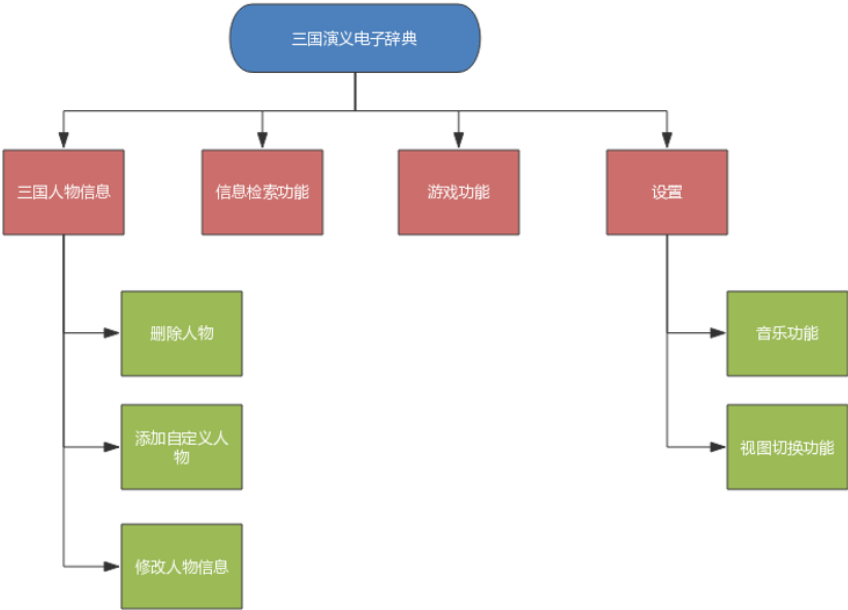 三国演义电子辞典
三国人物信息
信息检索功能
游戏功能
设置
删除人物
音乐功能
添加自定义人
物
视图切换功能
修改人物信息